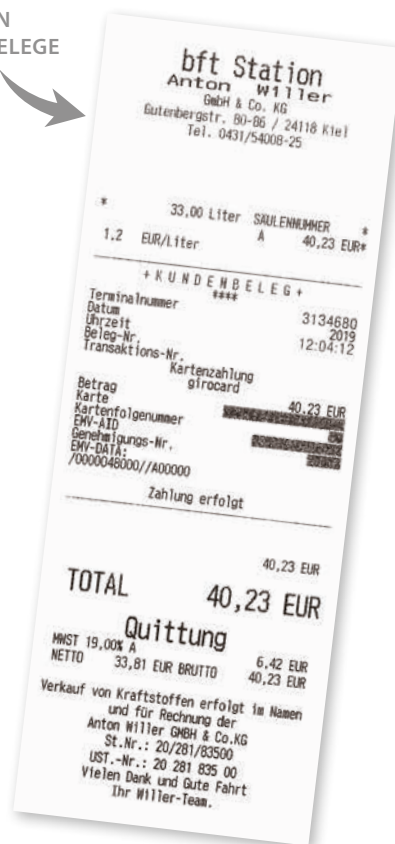 N
ELEGE
bft Station
Anton Willer
GmbH & Co. KG
Gutenbergstr. 80-86 / 24118 Kiel
Tel. 0431/54008-25
* 33,00 Liter SÄULENNUMMER *
1,2 EUR/Liter A 40,23 EUR*
+KUNDENBELEG+
****
Terminalnummer 3134680
Datum 2019
Uhrzeit 12:04:12
Beleg-Nr.
Transaktions-Nr.
Kartenzahlung
girocard
Betrag 40,23 EUR
Karte
Kartenfolgenummer
EMV-AID
Genehmigungs-Nr.
EMV-DATA:
/0000048000//A00000
Zahlung erfolgt
40,23 EUR
TOTAL 40,23 EUR
Quittung
MWST 19,00% A 6,42 EUR
NETTO 33,81 EUR BRUTTO 40,23 EUR
Verkauf von Kraftstoffen erfolgt im Namen
und für Rechnung der
Anton Willer GMBH & Co.KG
St.Nr.: 20/281/83500
UST.-Nr.: 20 281 835 00
Vielen Dank und Gute Fahrt
Ihr Willer-Team.